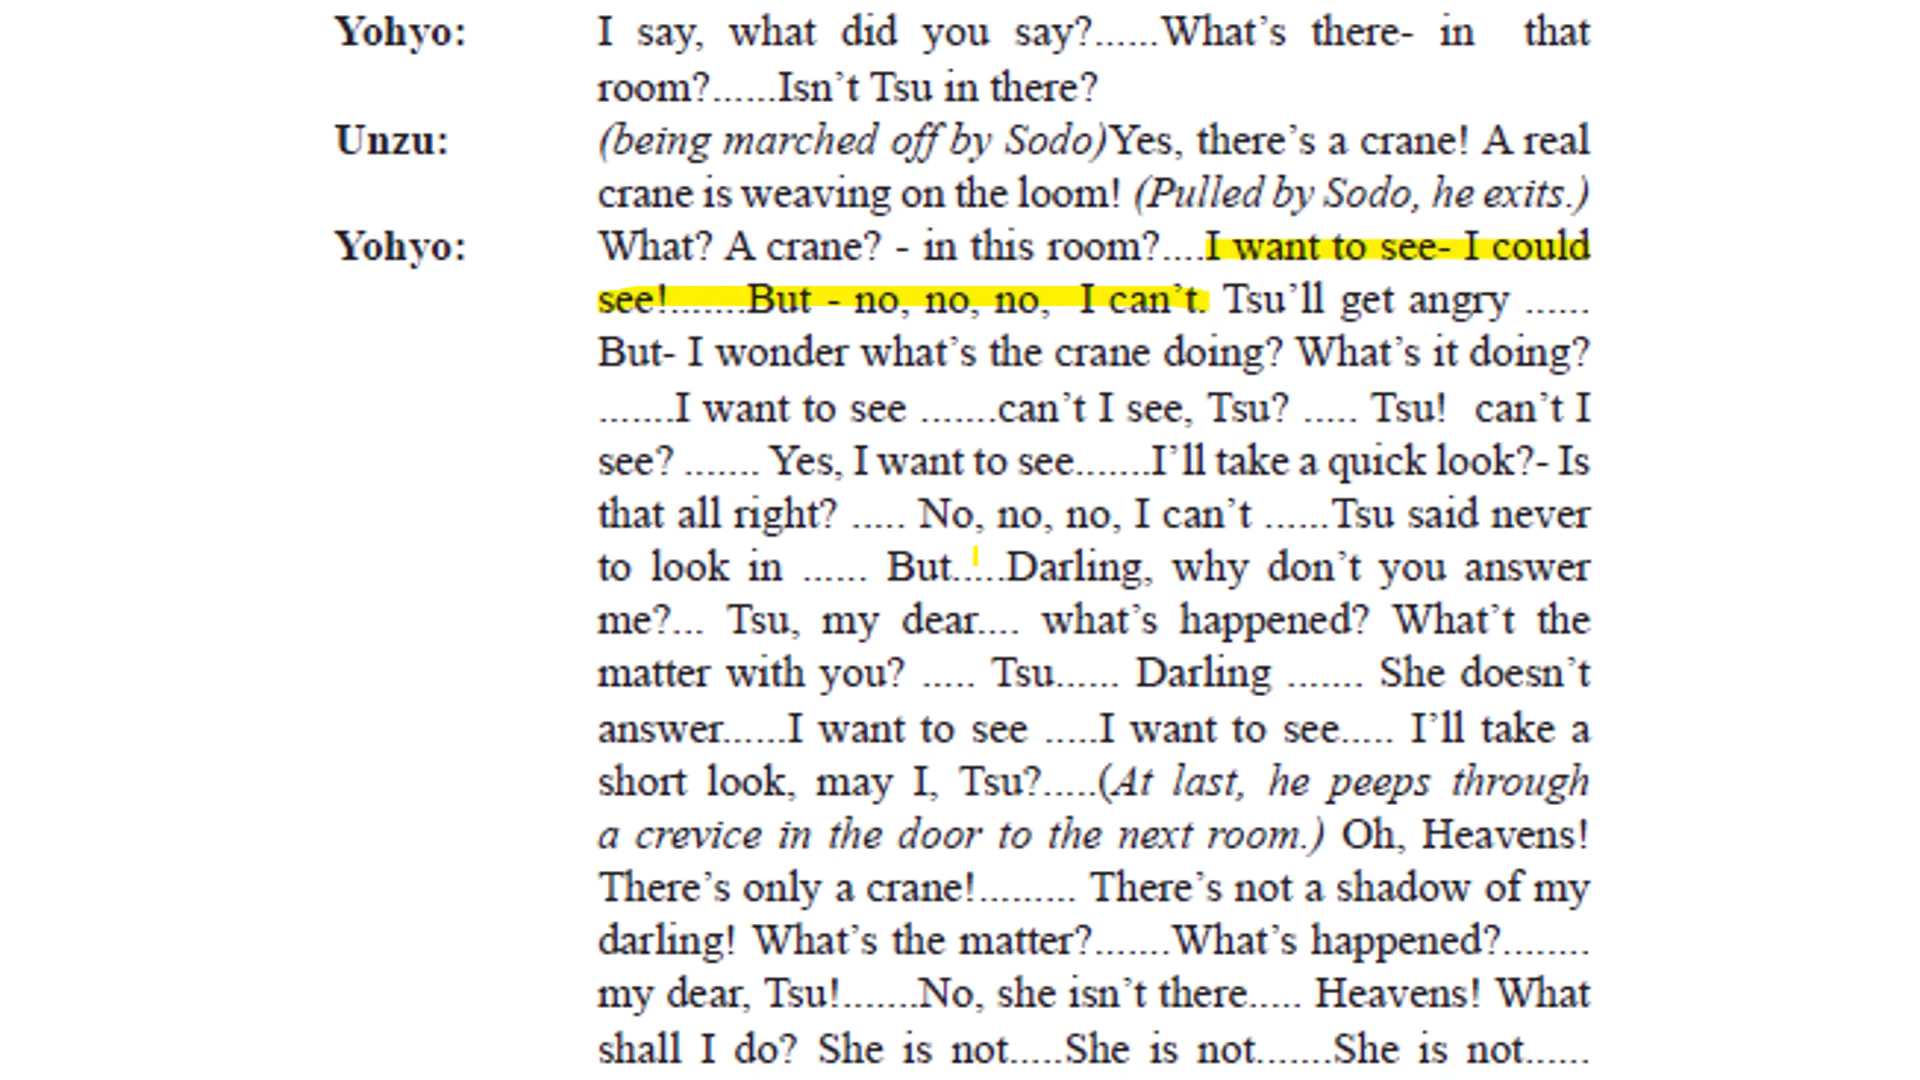 Yohyo: I say, what did you say?......What's there- in that
room?......Isn't Tsu in there?
Unzu: (being marched off by Sodo)Yes, there's a crane! A real
crane is weaving on the loom! (Pulled by Sodo, he exits.)
Yohyo: What? A crane? - in this room?....I want to see- I could
see!.......But - no, no, no, I can't. Tsu'll get angry ......
But- I wonder what's the crane doing? What's it doing?
.......I want to see .......can't I see, Tsu? ..... Tsu! can't I
see? ....... Yes, I want to see.......I'll take a quick look?- Is
that all right? ..... No, no, no, I can't ......Tsu said never
to look in ...... But.....Darling, why don't you answer
me?... Tsu, my dear.... what's happened? What't the
matter with you? ..... Tsu...... Darling ....... She doesn't
answer......I want to see .....I want to see..... I'll take a
short look, may I, Tsu?.....(At last, he peeps through
a crevice in the door to the next room.) Oh, Heavens!
There's only a crane!......... There's not a shadow of my
darling! What's the matter?.......What's happened?........
my dear, Tsu!.......No, she isn't there..... Heavens! What
shall I do? She is not.....She is not.......She is not......